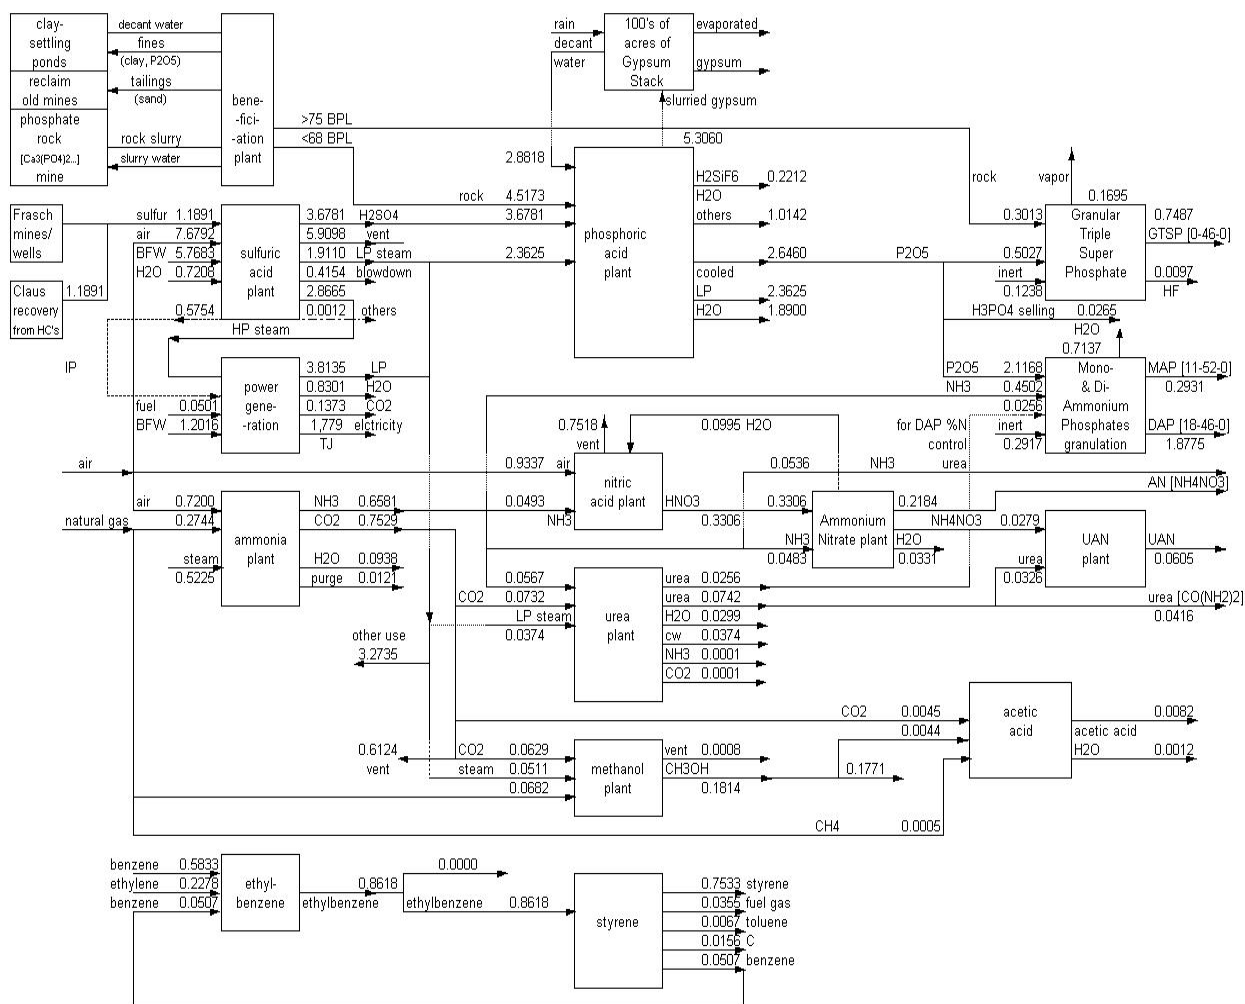 clay-
settling
ponds
reclaim
old mines
phosphate
rock
[Ca3(PO4)2...]
mine
decant water
fines
(clay, P2O5)
tailings
(sand)
rock slurry
slurry water
bene-
-fici-
-ation
plant
>75 BPL
<68 BPL
rain
decant
water
100's of
acres of
Gypsum
Stack
evaporated
gypsum
slurried gypsum
5.3060
2.8818
rock 4.5173
3.6781
2.3625
phosphoric
acid
plant
H2SiF6 0.2212
H2O
others 1.0142
cooled 2.6460
LP 2.3625
H2O 1.8900
P2O5
rock
vapor
0.1695
0.3013
0.5027
inert
0.1238
Granular
Triple
Super
Phosphate
0.7487
GTSP [0-46-0]
0.0097
HF
H3PO4 selling 0.0265
H2O
0.7137
Frasch
mines/
wells
Claus
recovery
from HC's
1.1891
sulfur 1.1891
air 7.6792
BFW 5.7683
H2O 0.7208
sulfuric
acid
plant
3.6781 H2SO4
5.9098 vent
1.9110 LP steam
0.4154 blowdown
2.8665
0.0012 others
0.5754
HP steam
IP
power
gene-
-ration
fuel 0.0501
BFW 1.2016
3.8135 LP
0.8301 H2O
0.1373 CO2
1,779 elctricity
TJ
P2O5 2.1168
NH3 0.4502
0.0256
for DAP %N
control
inert
0.2917
urea
Mono-
& Di-
Ammonium
Phosphates
granulation
MAP [11-52-0]
0.2931
DAP [18-46-0]
1.8775
air
0.9337 air
0.7518
vent
0.0995 H2O
nitric
acid plant
0.0493
NH3
HNO3 0.3306
0.3306
0.0536 NH3
Ammonium
Nitrate plant
NH3
0.0483
0.2184
AN [NH4NO3]
NH4NO3 0.0279
H2O
0.0331
urea
0.0326
UAN
plant
UAN
0.0605
natural gas
air 0.7200
0.2744
steam
0.5225
ammonia
plant
NH3 0.6581
CO2 0.7529
H2O 0.0938
purge 0.0121
0.0567
CO2 0.0732
LP steam
0.0374
urea
plant
urea 0.0256
urea 0.0742
H2O 0.0299
cw 0.0374
NH3 0.0001
CO2 0.0001
urea [CO(NH2)2]
0.0416
other use
3.2735
CO2 0.0045
0.0044
acetic
acid
0.0082
acetic acid
H2O 0.0012
0.6124
vent
CO2 0.0629
steam 0.0511
0.0682
methanol
plant
vent 0.0008
CH3OH
0.1814
0.1771
CH4 0.0005
benzene 0.5833
ethylene 0.2278
benzene 0.0507
ethyl-
benzene
0.8618
ethylbenzene
0.0000
ethylbenzene 0.8618
styrene
0.7533 styrene
0.0355 fuel gas
0.0067 toluene
0.0156 C
0.0507 benzene